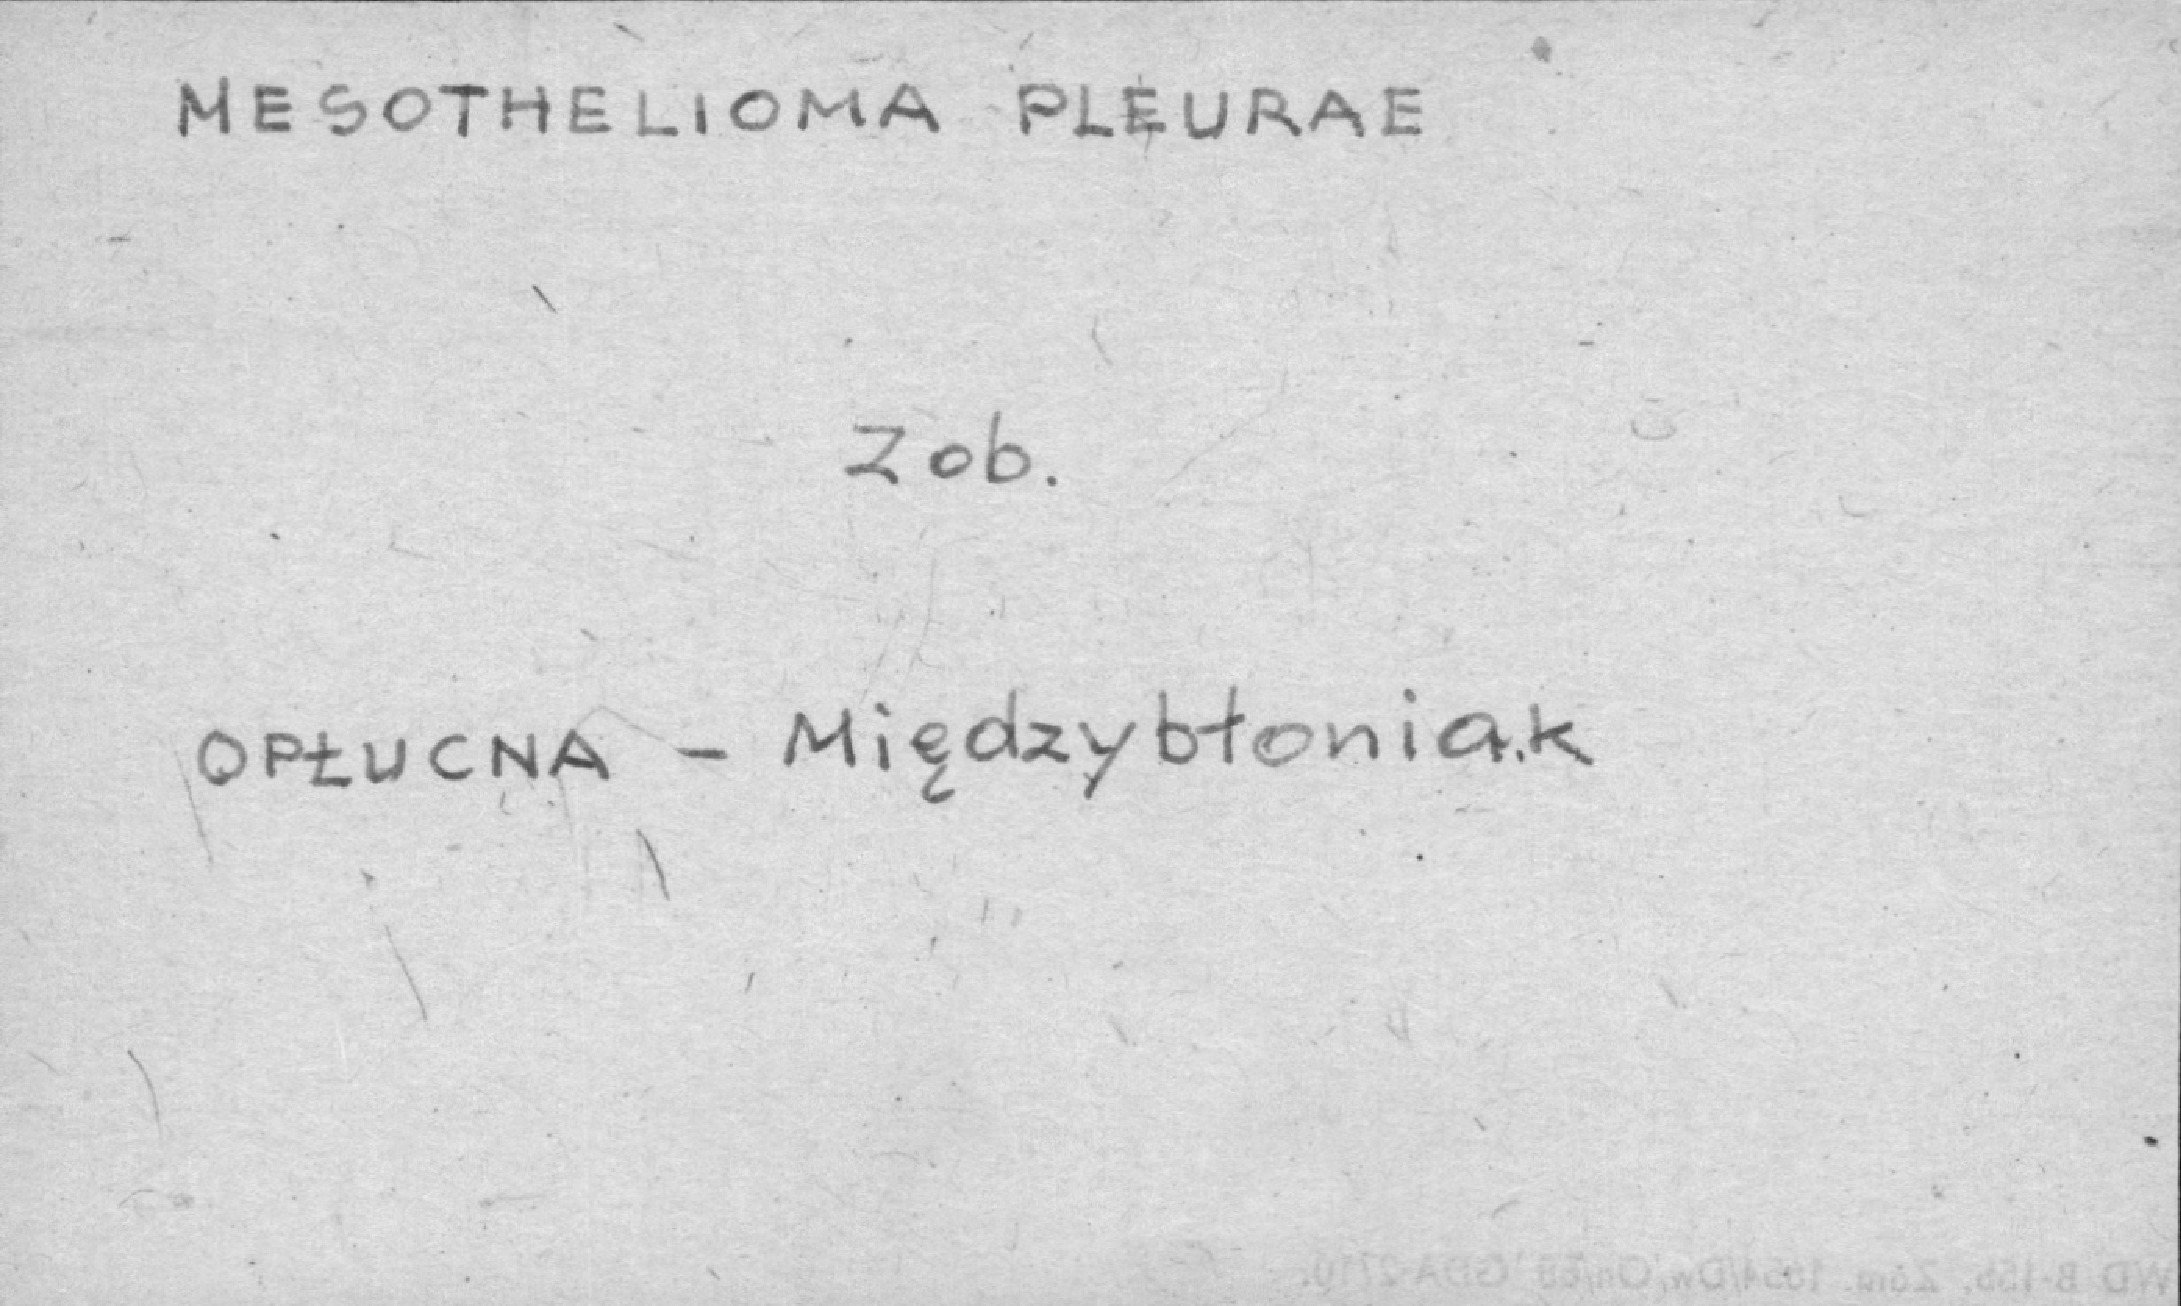 MESOTHELIOMA PLEURAE
Zob.
OPŁUCNA - Międzybłoniak